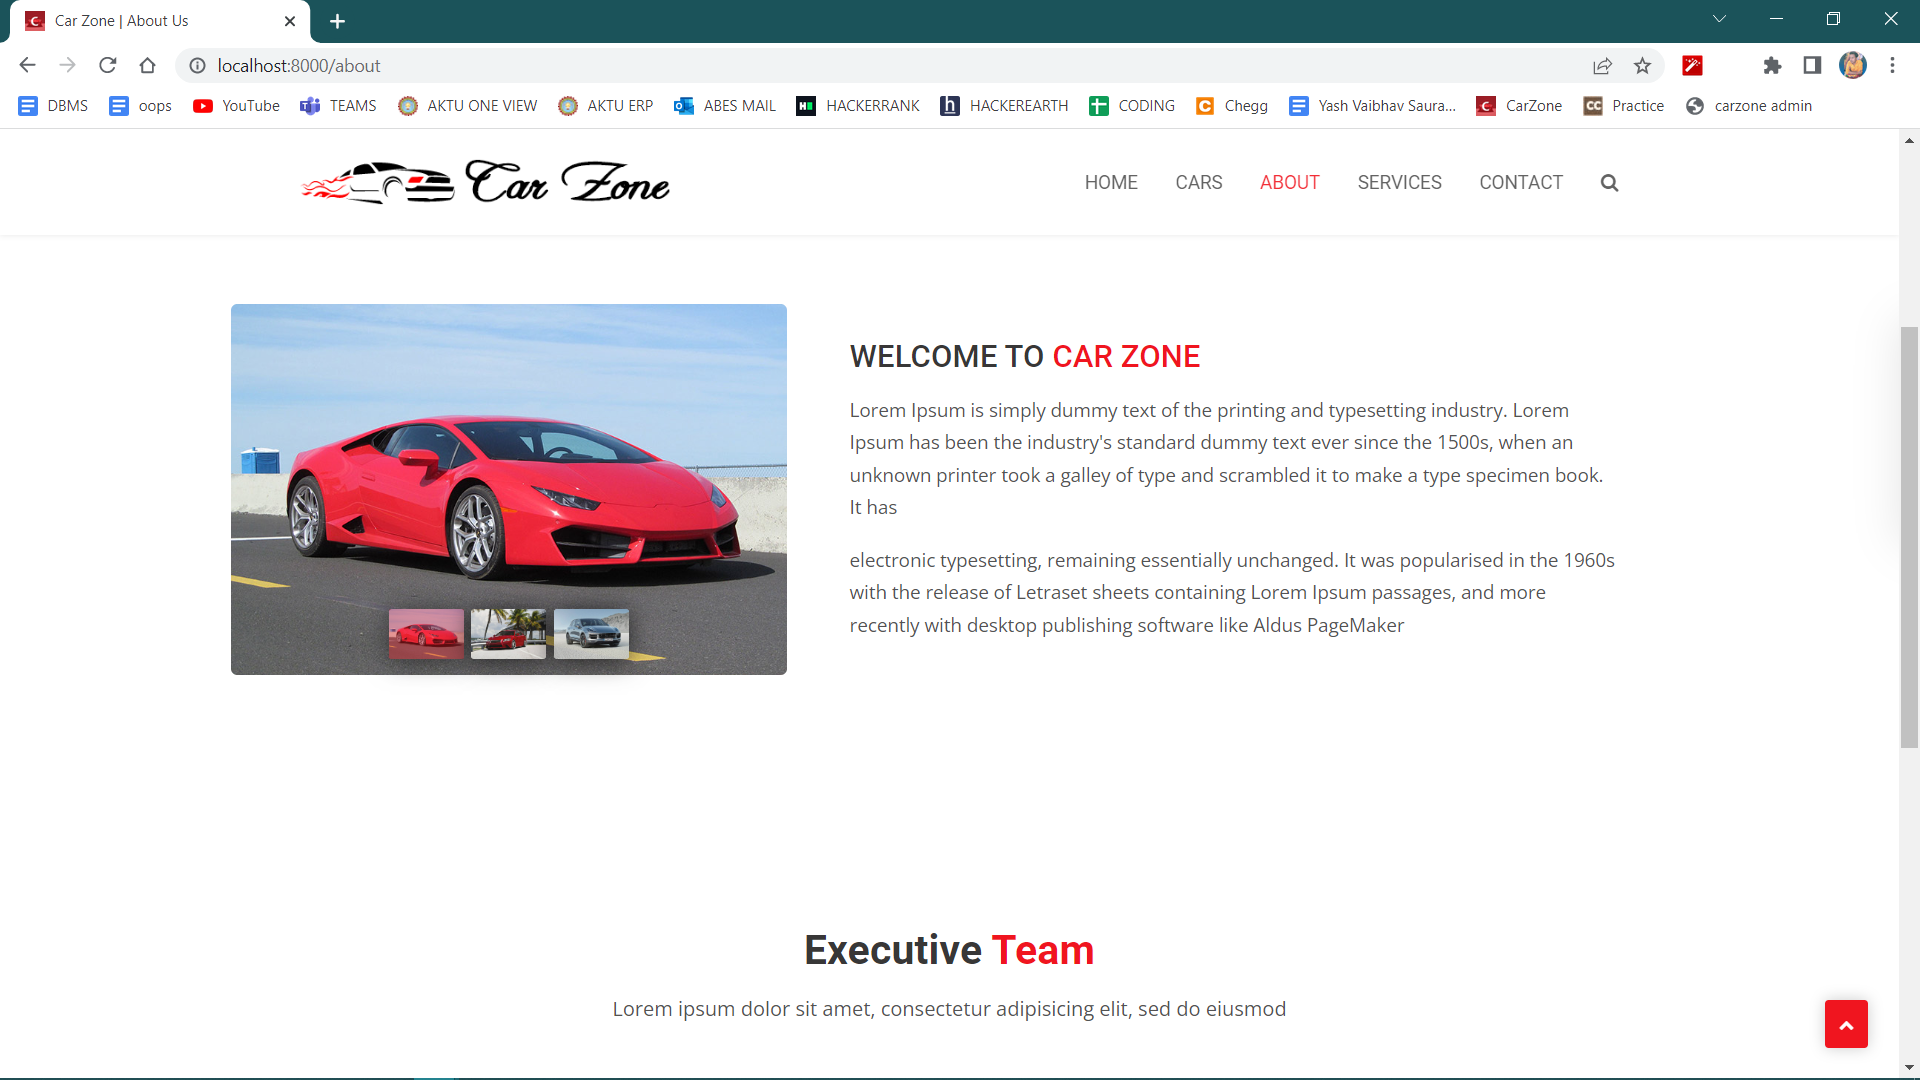 Car Zone | About Us
localhost:8000/about
DBMS oops YouTube TEAMS AKTU ONE VIEW AKTU ERP ABES MAIL HACKERRANK HACKEREARTH CODING Chegg Yash Vaibhav Saura... CarZone Practice carzone admin
Car Zone
HOME CARS ABOUT SERVICES CONTACT
WELCOME TO CAR ZONE
Lorem Ipsum is simply dummy text of the printing and typesetting industry. Lorem
Ipsum has been the industry's standard dummy text ever since the 1500s, when an
unknown printer took a galley of type and scrambled it to make a type specimen book.
It has
electronic typesetting, remaining essentially unchanged. It was popularised in the 1960s
with the release of Letraset sheets containing Lorem Ipsum passages, and more
recently with desktop publishing software like Aldus PageMaker
Executive Team
Lorem ipsum dolor sit amet, consectetur adipisicing elit, sed do eiusmod